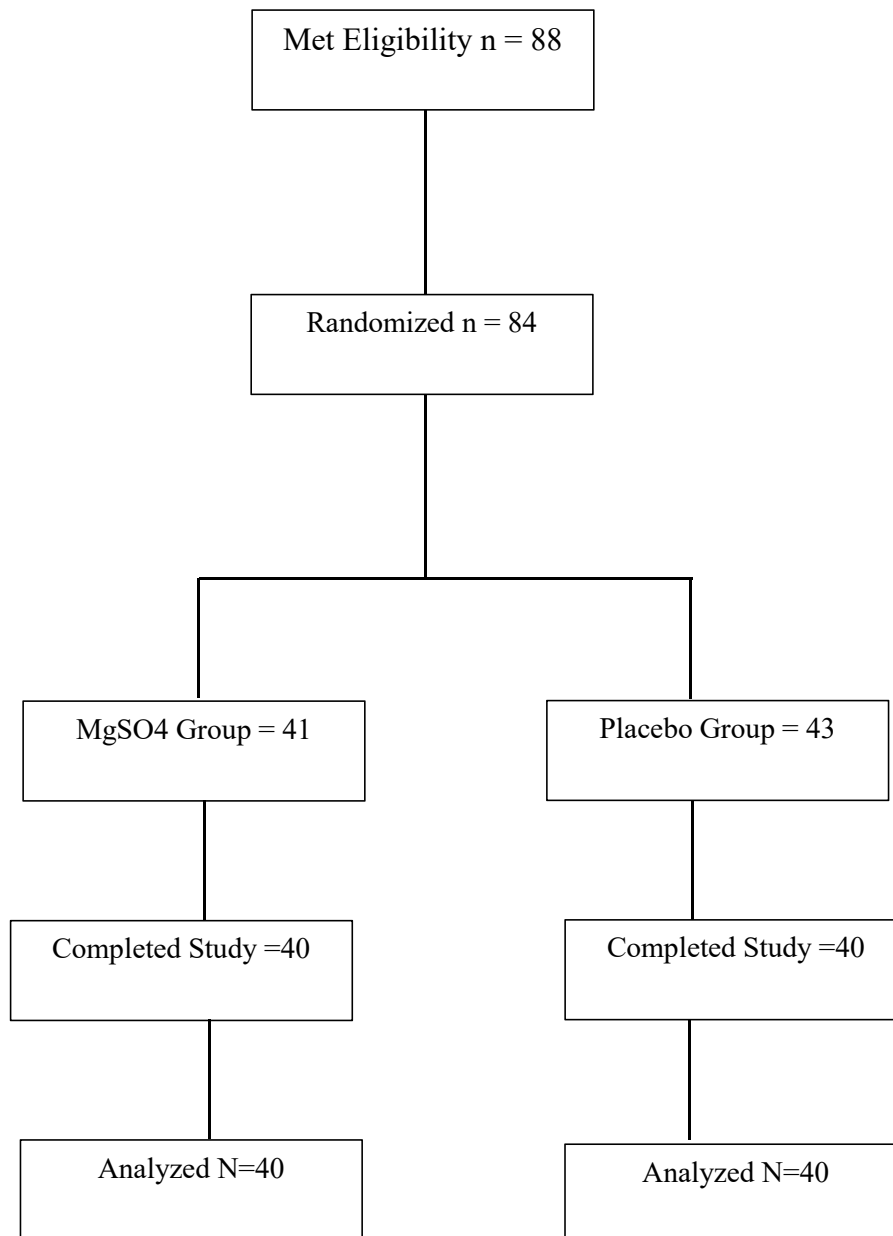 Met Eligibility n = 88
Randomized n = 84
MgSO4 Group = 41
Placebo Group = 43
Completed Study =40
Completed Study =40
Analyzed N=40
Analyzed N=40